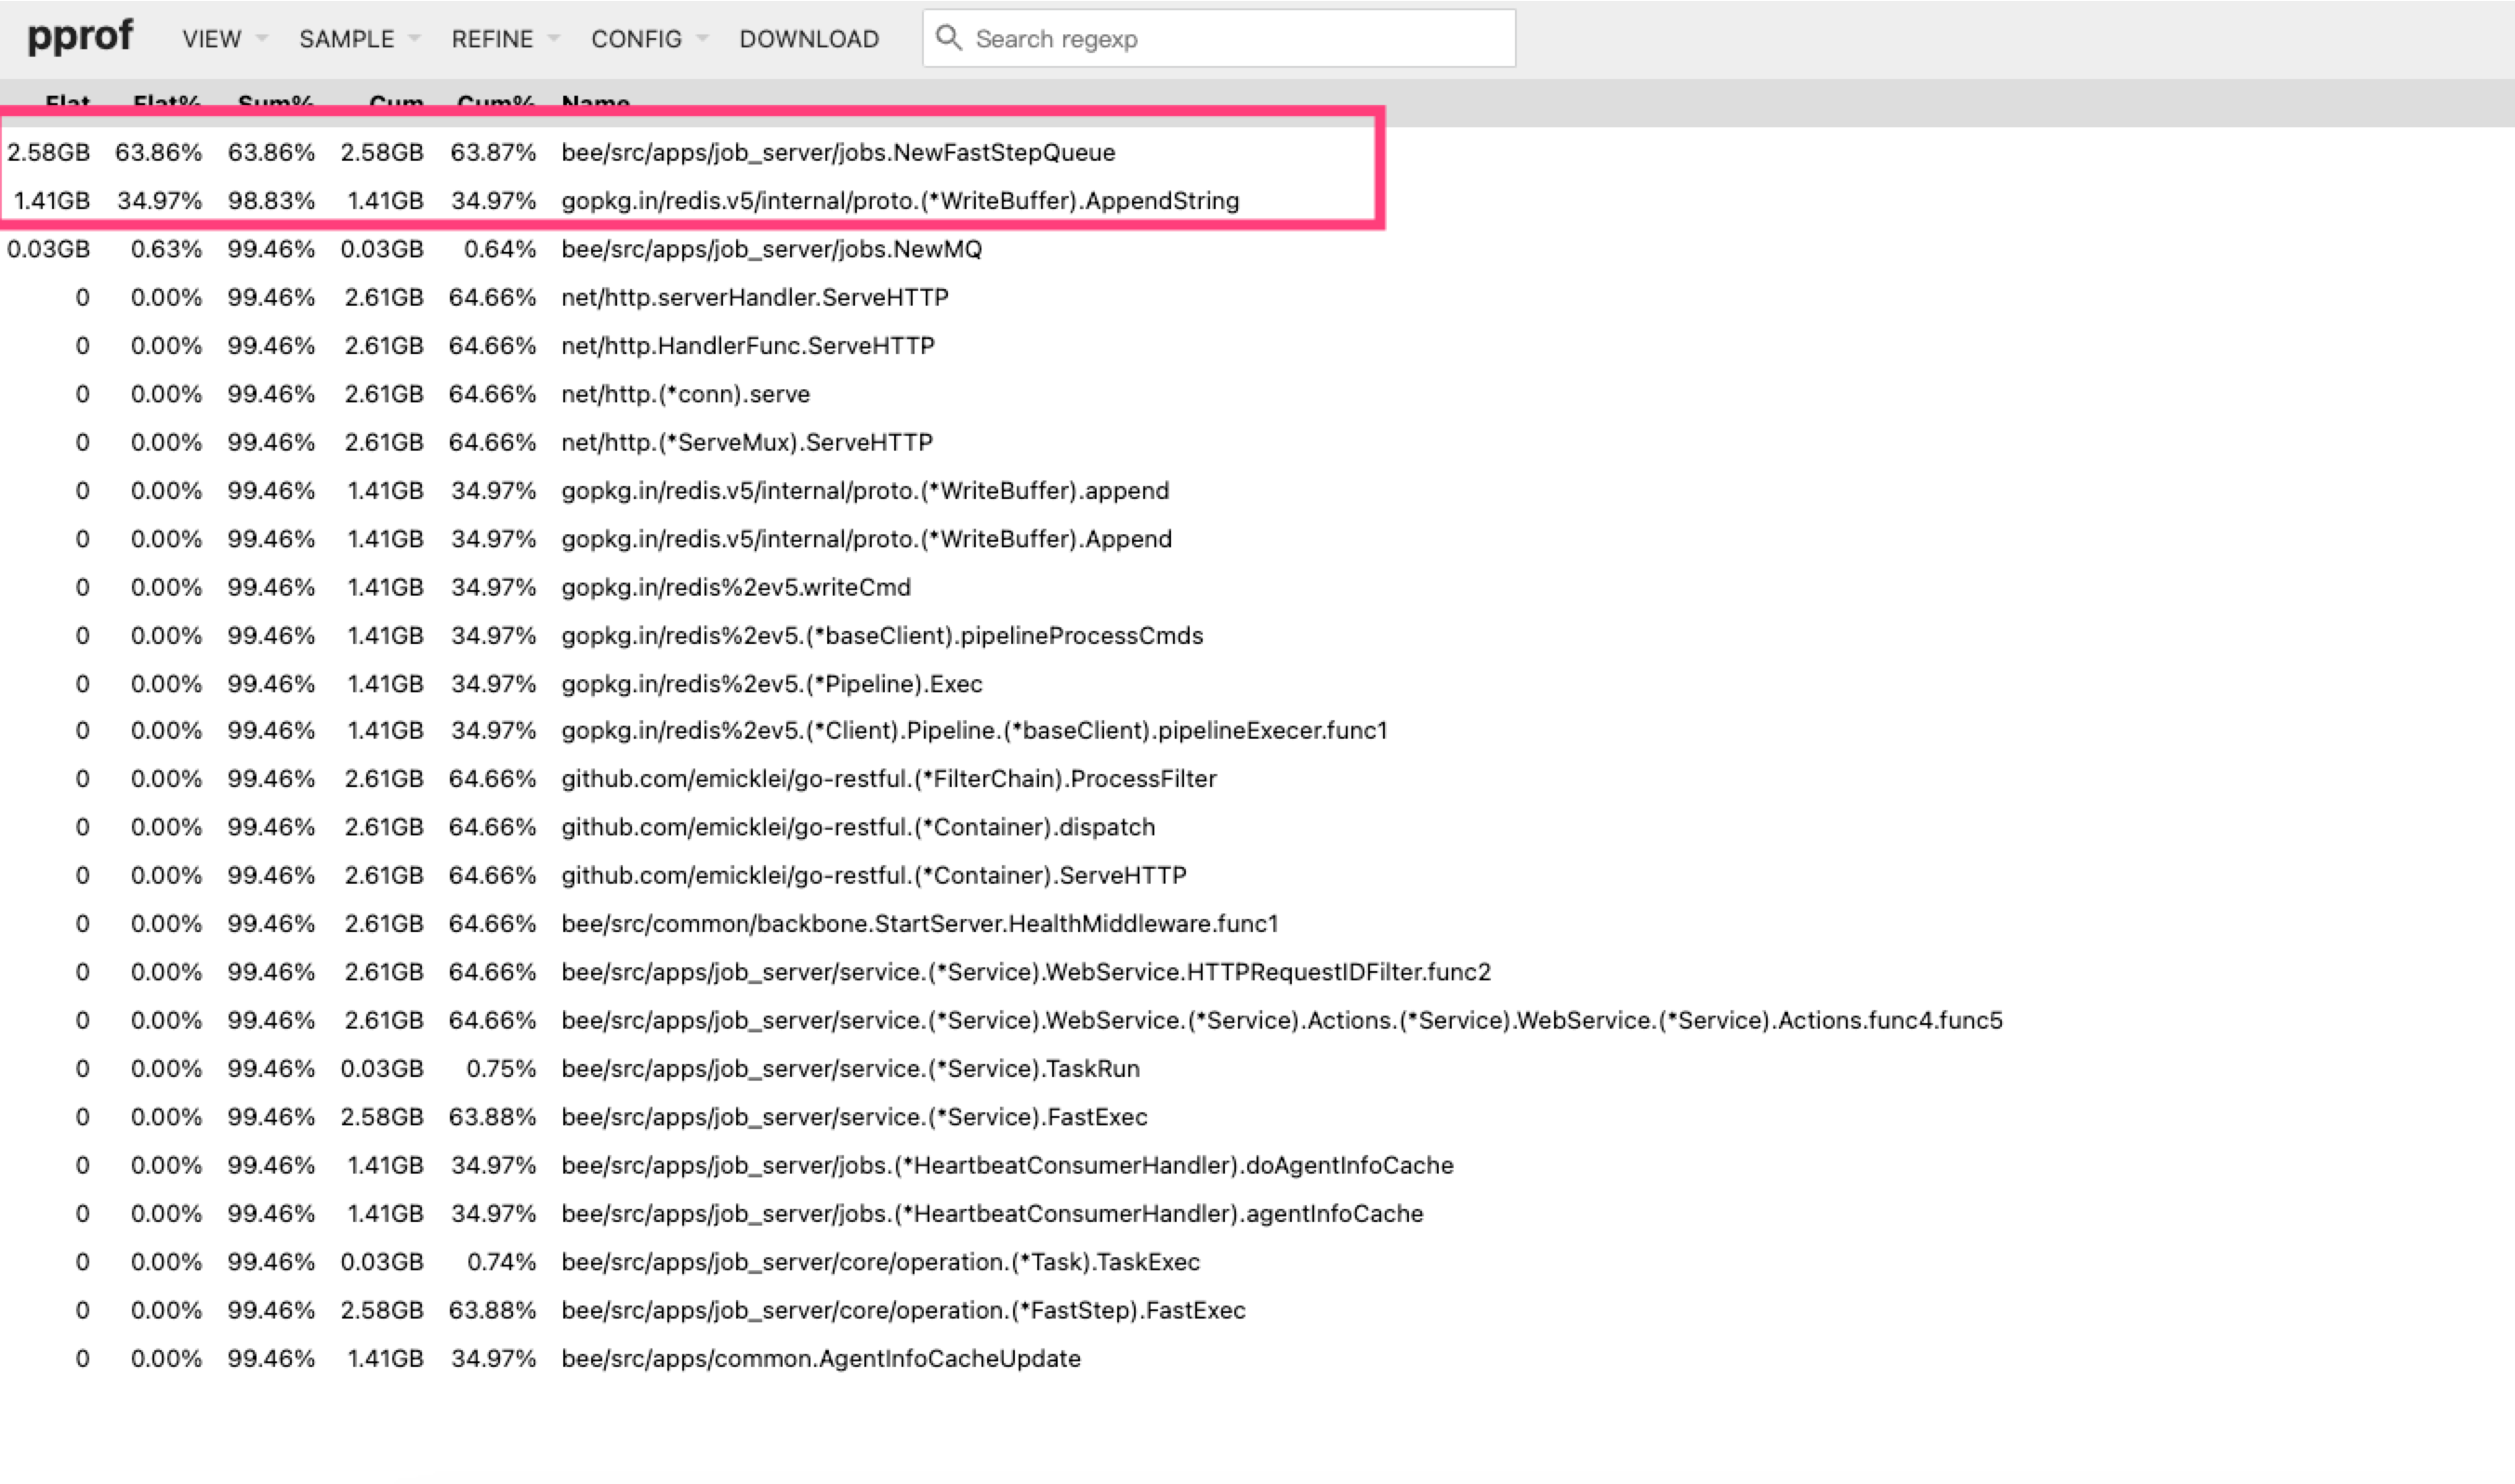 pprof VIEW SAMPLE REFINE CONFIG DOWNLOAD Search regexp
Flat Flat% Sum% Cum Cum% Name
2.58GB 63.86% 63.86% 2.58GB 63.87% bee/src/apps/job_server/jobs.NewFastStepQueue
1.41GB 34.97% 98.83% 1.41GB 34.97% gopkg.in/redis.v5/internal/proto.(*WriteBuffer).AppendString
0.03GB 0.63% 99.46% 0.03GB 0.64% bee/src/apps/job_server/jobs.NewMQ
0 0.00% 99.46% 2.61GB 64.66% net/http.serverHandler.ServeHTTP
0 0.00% 99.46% 2.61GB 64.66% net/http.HandlerFunc.ServeHTTP
0 0.00% 99.46% 2.61GB 64.66% net/http.(*conn).serve
0 0.00% 99.46% 2.61GB 64.66% net/http.(*ServeMux).ServeHTTP
0 0.00% 99.46% 1.41GB 34.97% gopkg.in/redis.v5/internal/proto.(*WriteBuffer).append
0 0.00% 99.46% 1.41GB 34.97% gopkg.in/redis.v5/internal/proto.(*WriteBuffer).Append
0 0.00% 99.46% 1.41GB 34.97% gopkg.in/redis%2ev5.writeCmd
0 0.00% 99.46% 1.41GB 34.97% gopkg.in/redis%2ev5.(*baseClient).pipelineProcessCmds
0 0.00% 99.46% 1.41GB 34.97% gopkg.in/redis%2ev5.(*Pipeline).Exec
0 0.00% 99.46% 1.41GB 34.97% gopkg.in/redis%2ev5.(*Client).Pipeline.(*baseClient).pipelineExecer.func1
0 0.00% 99.46% 2.61GB 64.66% github.com/emicklei/go-restful.(*FilterChain).ProcessFilter
0 0.00% 99.46% 2.61GB 64.66% github.com/emicklei/go-restful.(*Container).dispatch
0 0.00% 99.46% 2.61GB 64.66% github.com/emicklei/go-restful.(*Container).ServeHTTP
0 0.00% 99.46% 2.61GB 64.66% bee/src/common/backbone.StartServer.HealthMiddleware.func1
0 0.00% 99.46% 2.61GB 64.66% bee/src/apps/job_server/service.(*Service).WebService.HTTPRequestIDFilter.func2
0 0.00% 99.46% 2.61GB 64.66% bee/src/apps/job_server/service.(*Service).WebService.(*Service).Actions.(*Service).WebService.(*Service).Actions.func4.func5
0 0.00% 99.46% 0.03GB 0.75% bee/src/apps/job_server/service.(*Service).TaskRun
0 0.00% 99.46% 2.58GB 63.88% bee/src/apps/job_server/service.(*Service).FastExec
0 0.00% 99.46% 1.41GB 34.97% bee/src/apps/job_server/jobs.(*HeartbeatConsumerHandler).doAgentInfoCache
0 0.00% 99.46% 1.41GB 34.97% bee/src/apps/job_server/jobs.(*HeartbeatConsumerHandler).agentInfoCache
0 0.00% 99.46% 0.03GB 0.74% bee/src/apps/job_server/core/operation.(*Task).TaskExec
0 0.00% 99.46% 2.58GB 63.88% bee/src/apps/job_server/core/operation.(*FastStep).FastExec
0 0.00% 99.46% 1.41GB 34.97% bee/src/apps/common.AgentInfoCacheUpdate